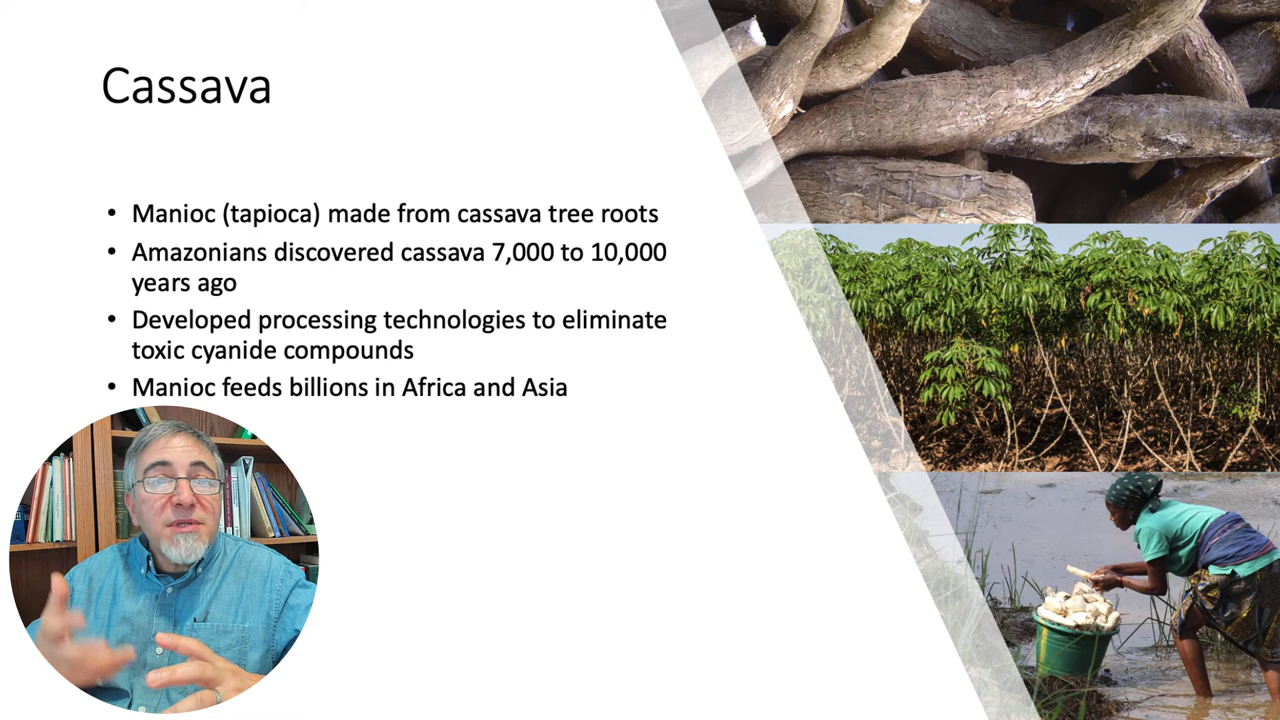 Cassava
• Manioc (tapioca) made from cassava tree roots
• Amazonians discovered cassava 7,000 to 10,000
years ago
• Developed processing technologies to eliminate
toxic cyanide compounds
• Manioc feeds billions in Africa and Asia